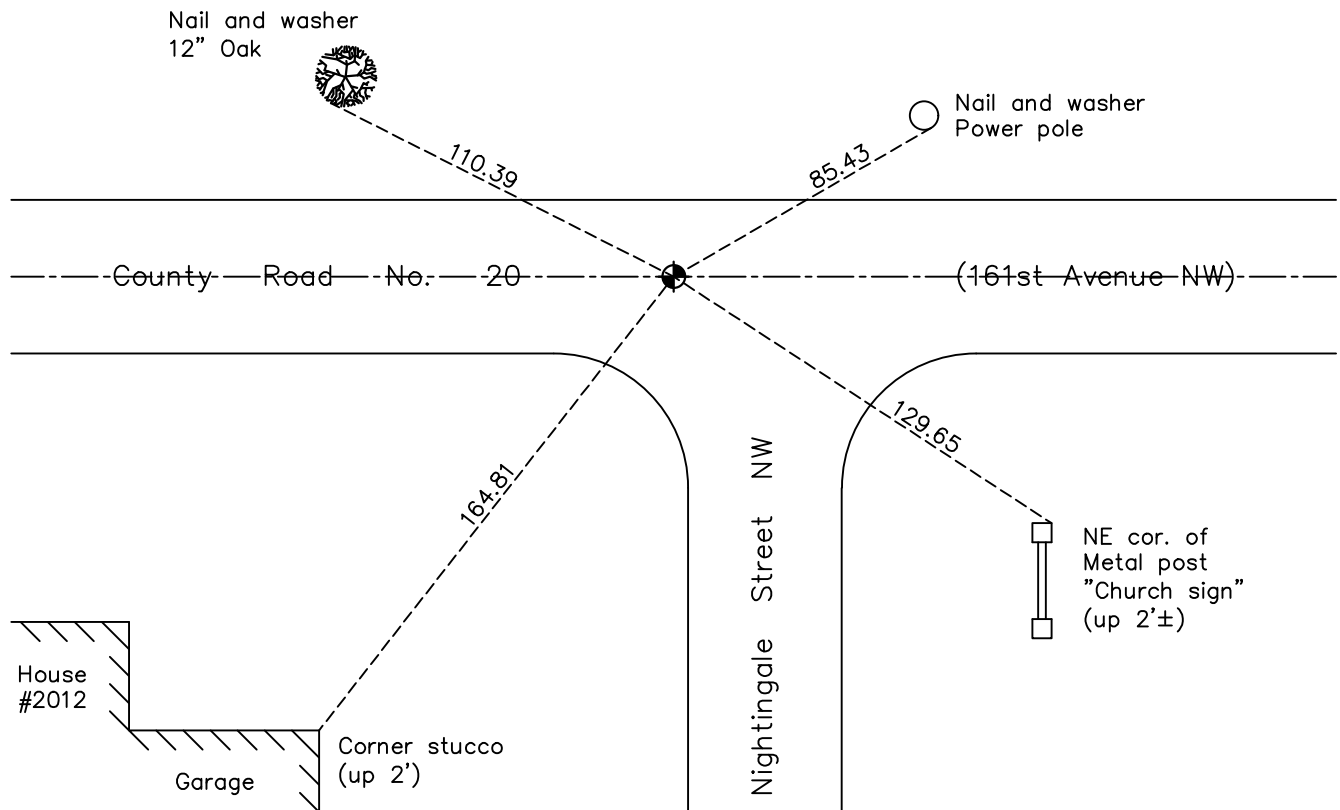 Nail and washer
12" Oak
Nail and washer
Power pole
110.39
85.43
County Road No. 20 (161st Avenue NW)
129.65
164.81
Nightingale Street NW
NE cor. of
Metal post
"Church sign"
(up 2'±)
House
#2012
Corner stucco
(up 2')
Garage